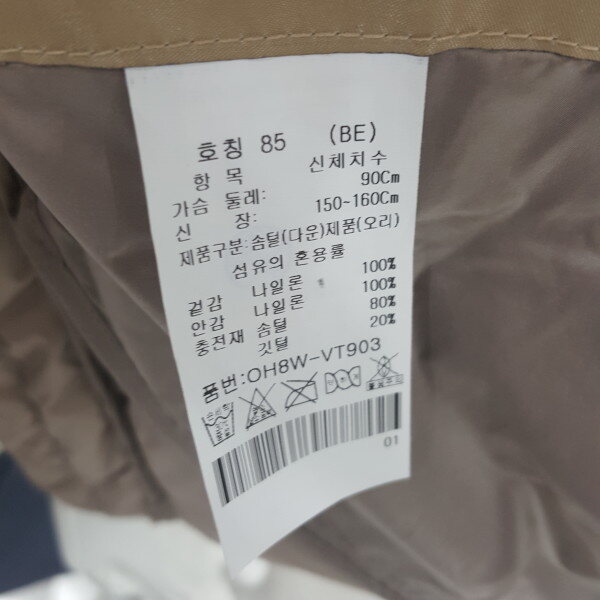 호칭 85 (BE)
항 목 신체치수
가슴 둘레: 90Cm
신 장: 150~160Cm
제품구분:솜털(다운)제품(오리)
섬유의 혼용률
겉감 나일론 100%
안감 나일론 100%
충전재 솜털 80%
깃털 20%
품번:OH8W-VT903
01